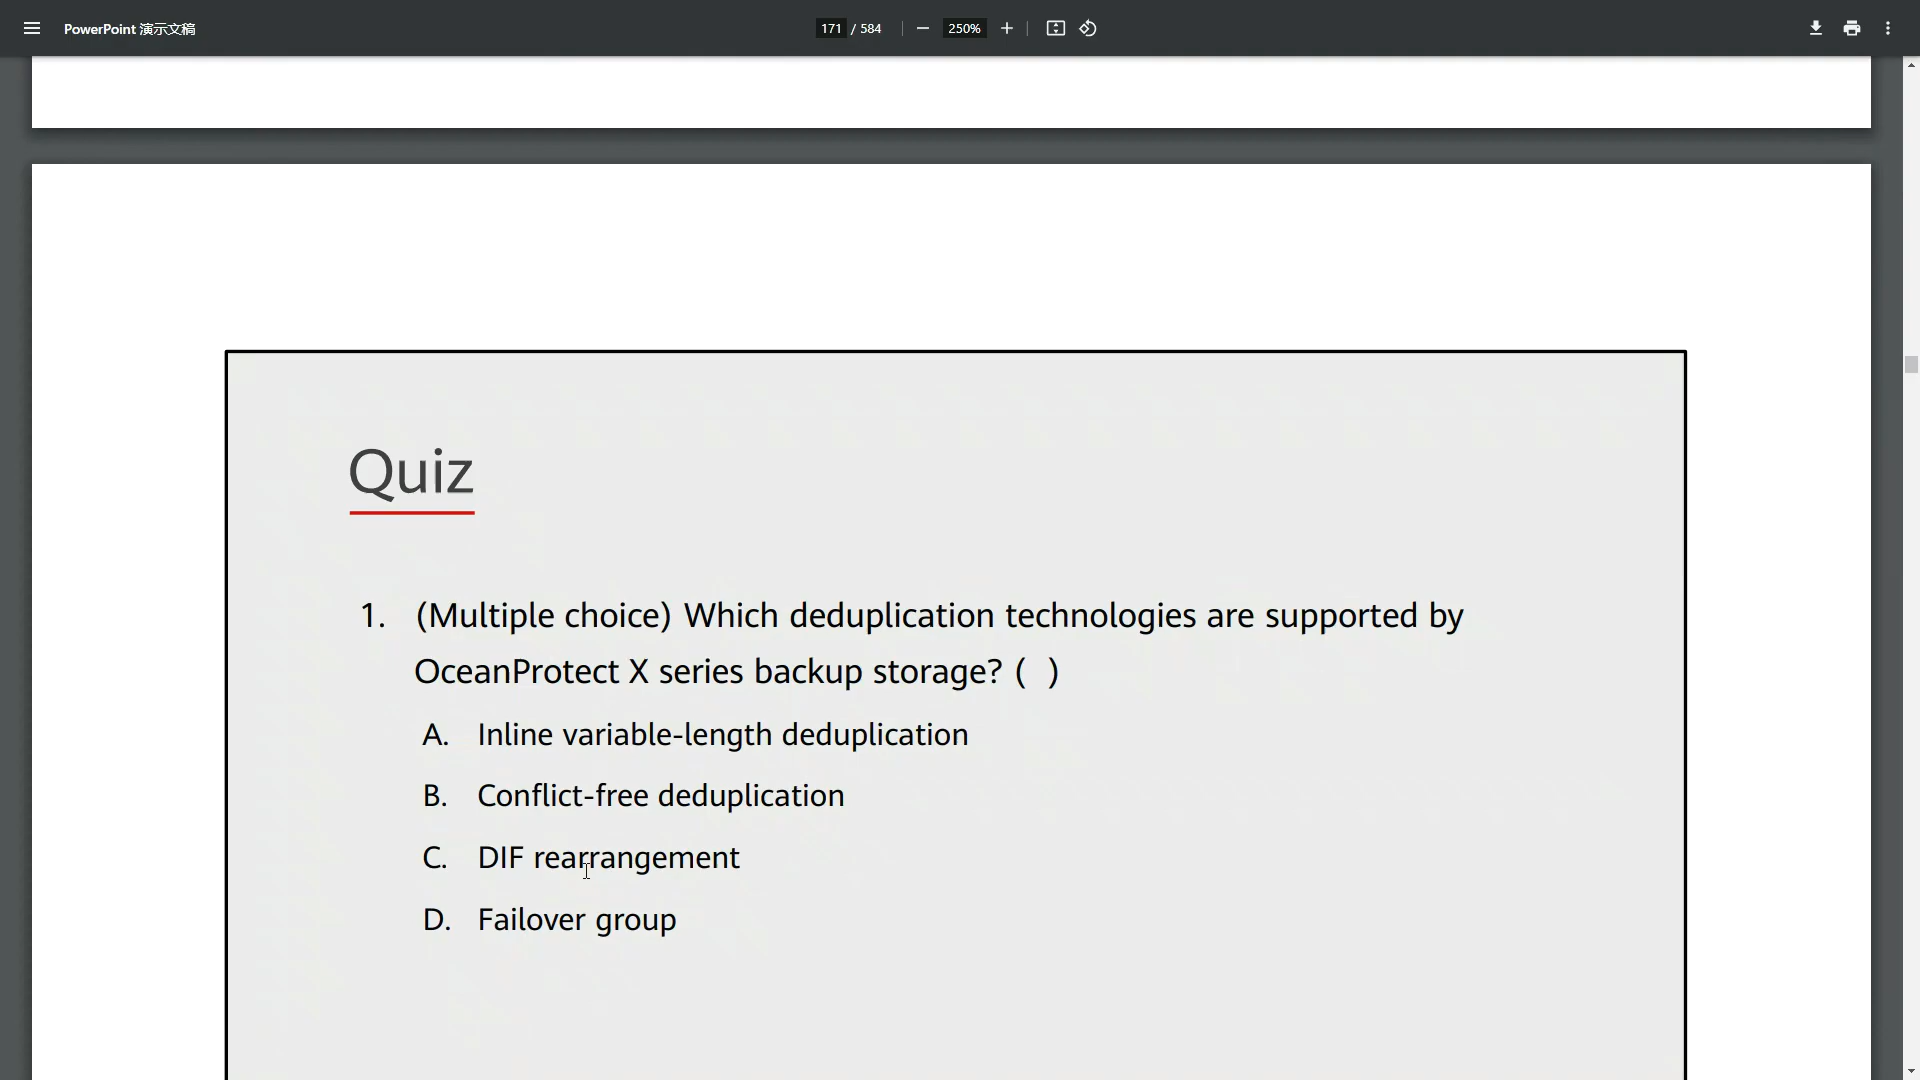 PowerPoint 演示文稿
171 / 584
250%
Quiz
1. (Multiple choice) Which deduplication technologies are supported by
OceanProtect X series backup storage? ( )
A. Inline variable-length deduplication
B. Conflict-free deduplication
C. DIF rearrangement
D. Failover group